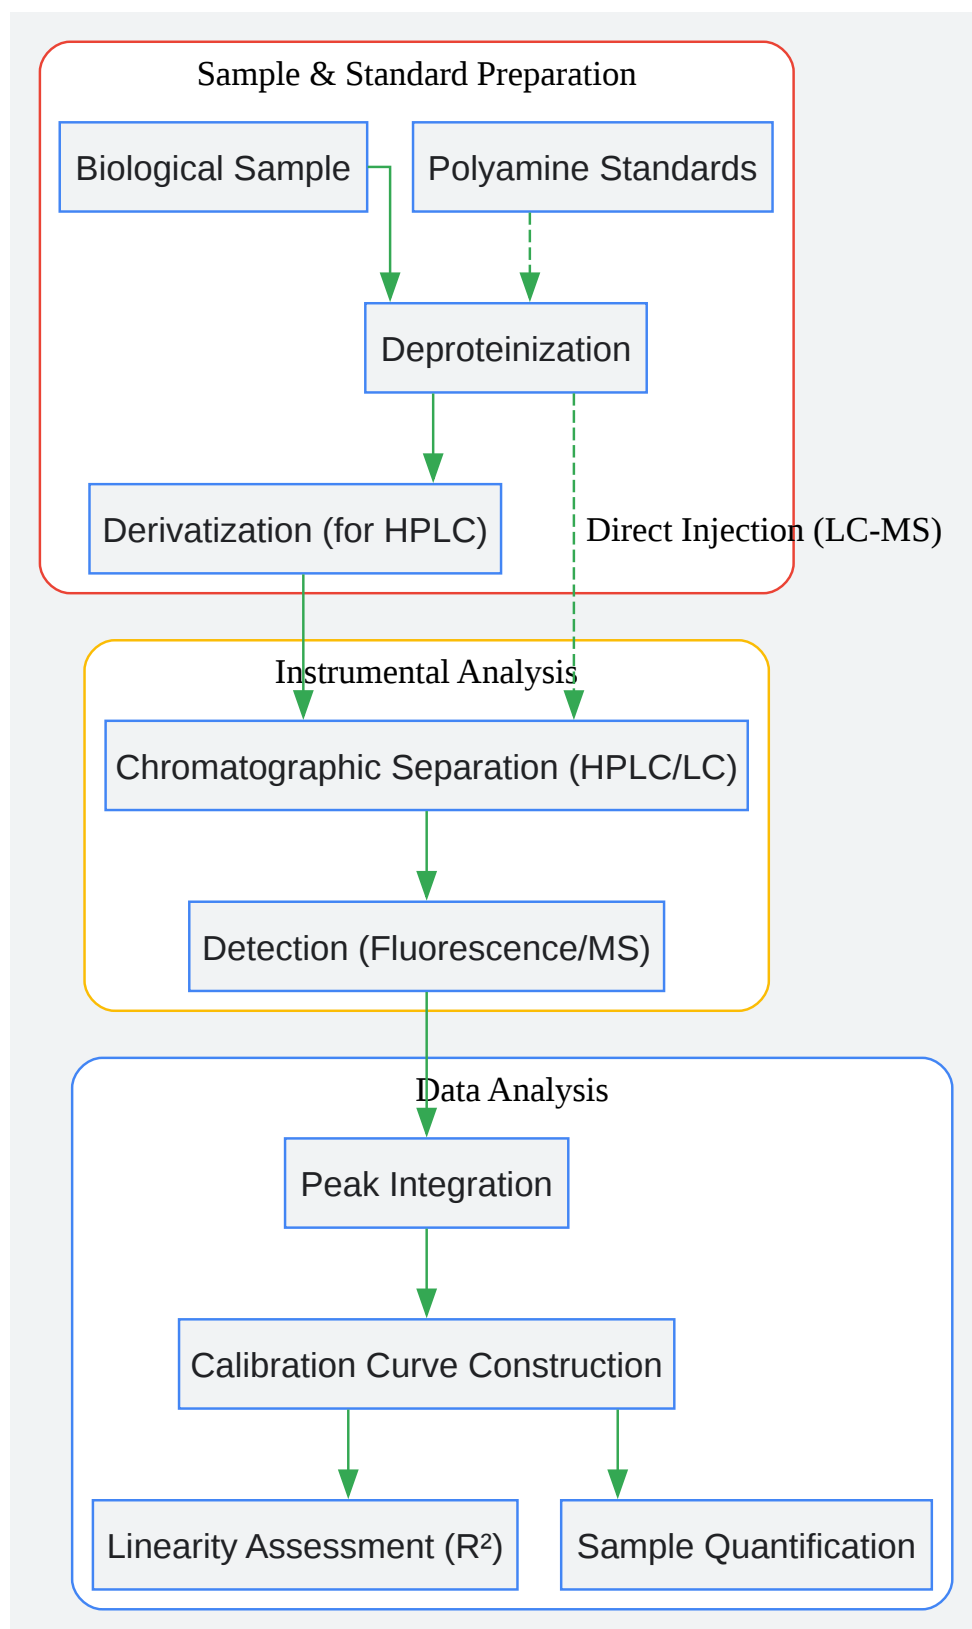 Sample & Standard Preparation
Biological Sample
Polyamine Standards
Deproteinization
Derivatization (for HPLC)
Direct Injection (LC-MS)
Instrumental Analysis
Chromatographic Separation (HPLC/LC)
Detection (Fluorescence/MS)
Data Analysis
Peak Integration
Calibration Curve Construction
Linearity Assessment (R²)
Sample Quantification